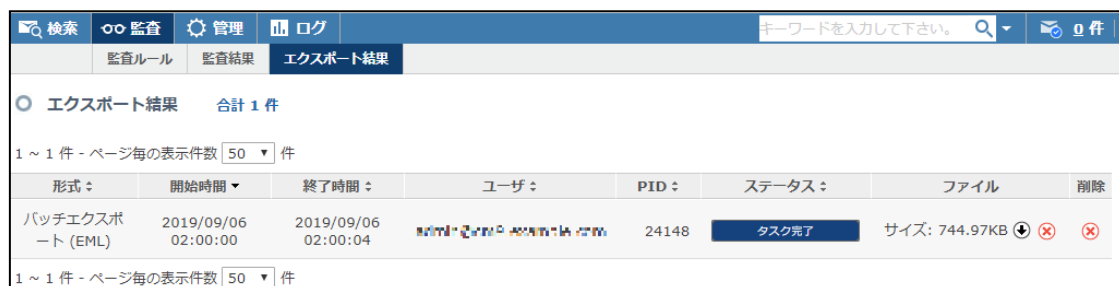 検索 監査 管理 ログ キーワードを入力して下さい。 0 件
監査ルール 監査結果 エクスポート結果
エクスポート結果 合計 1 件
1 ~ 1 件 - ページ毎の表示件数 50 件
形式 開始時間 終了時間 ユーザ PID ステータス ファイル 削除
バッチエクスポ 2019/09/06 2019/09/06
ート (EML) 02:00:00 02:00:04 24148 タスク完了 サイズ: 744.97KB
1 ~ 1 件 - ページ毎の表示件数 50 件